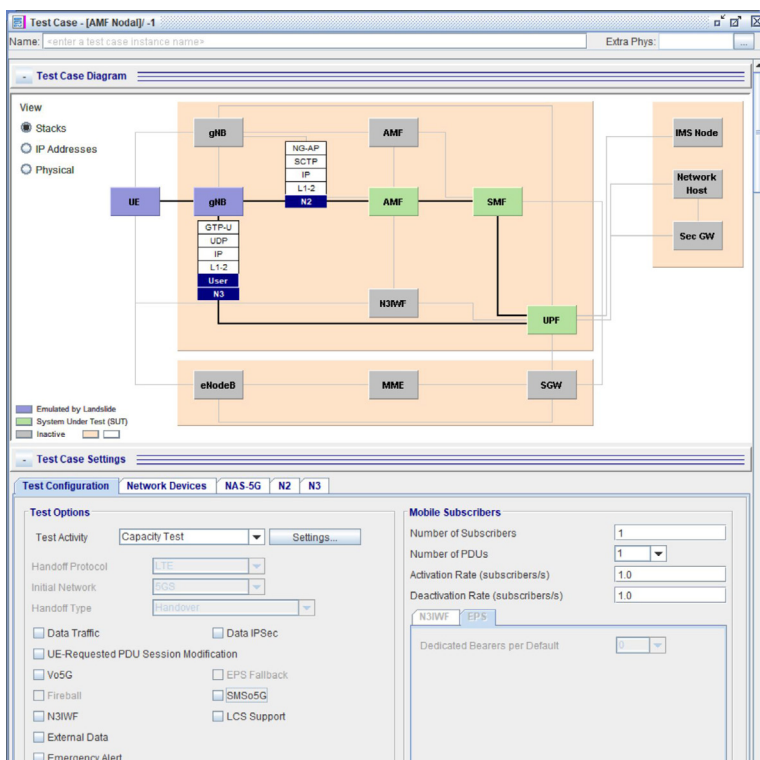 Test Case - [AMF Nodal]/ -1
Name: <enter a test case instance name> Extra Phys: ...
- Test Case Diagram
View
Stacks
IP Addresses
Physical
gNB AMF IMS Node
NG-AP
SCTP
IP
L1-2
N2
Network
Host
UE gNB AMF SMF
GTP-U
UDP
IP
L1-2
User
N3
Sec GW
N3IWF
UPF
eNodeB MME SGW
Emulated by Landslide
System Under Test (SUT)
Inactive
- Test Case Settings
Test Configuration Network Devices NAS-5G N2 N3
Test Options
Test Activity Capacity Test Settings...
Handoff Protocol LTE
Initial Network 5GS
Handoff Type Handover
Data Traffic Data IPSec
UE-Requested PDU Session Modification
Vo5G EPS Fallback
Fireball SMSo5G
N3IWF LCS Support
External Data
Emergency Alert
Mobile Subscribers
Number of Subscribers 1
Number of PDUs 1
Activation Rate (subscribers/s) 1.0
Deactivation Rate (subscribers/s) 1.0
N3IWF EPS
Dedicated Bearers per Default 0